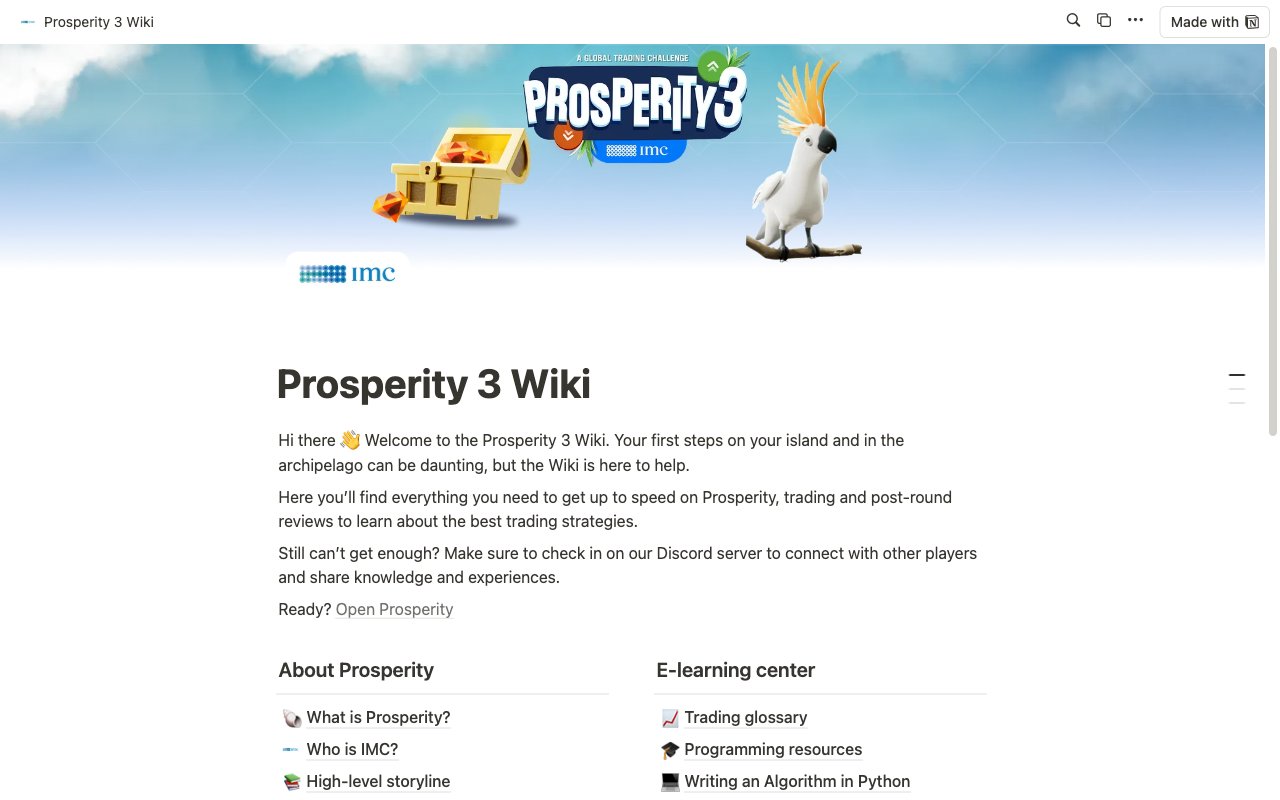 Prosperity 3 Wiki
Made with
A GLOBAL TRADING CHALLENGE
PROSPERITY3
IMC
IMC
Prosperity 3 Wiki
Hi there 👋 Welcome to the Prosperity 3 Wiki. Your first steps on your island and in the
archipelago can be daunting, but the Wiki is here to help.
Here you’ll find everything you need to get up to speed on Prosperity, trading and post-round
reviews to learn about the best trading strategies.
Still can’t get enough? Make sure to check in on our Discord server to connect with other players
and share knowledge and experiences.
Ready? Open Prosperity
About Prosperity
What is Prosperity?
Who is IMC?
High-level storyline
E-learning center
Trading glossary
Programming resources
Writing an Algorithm in Python